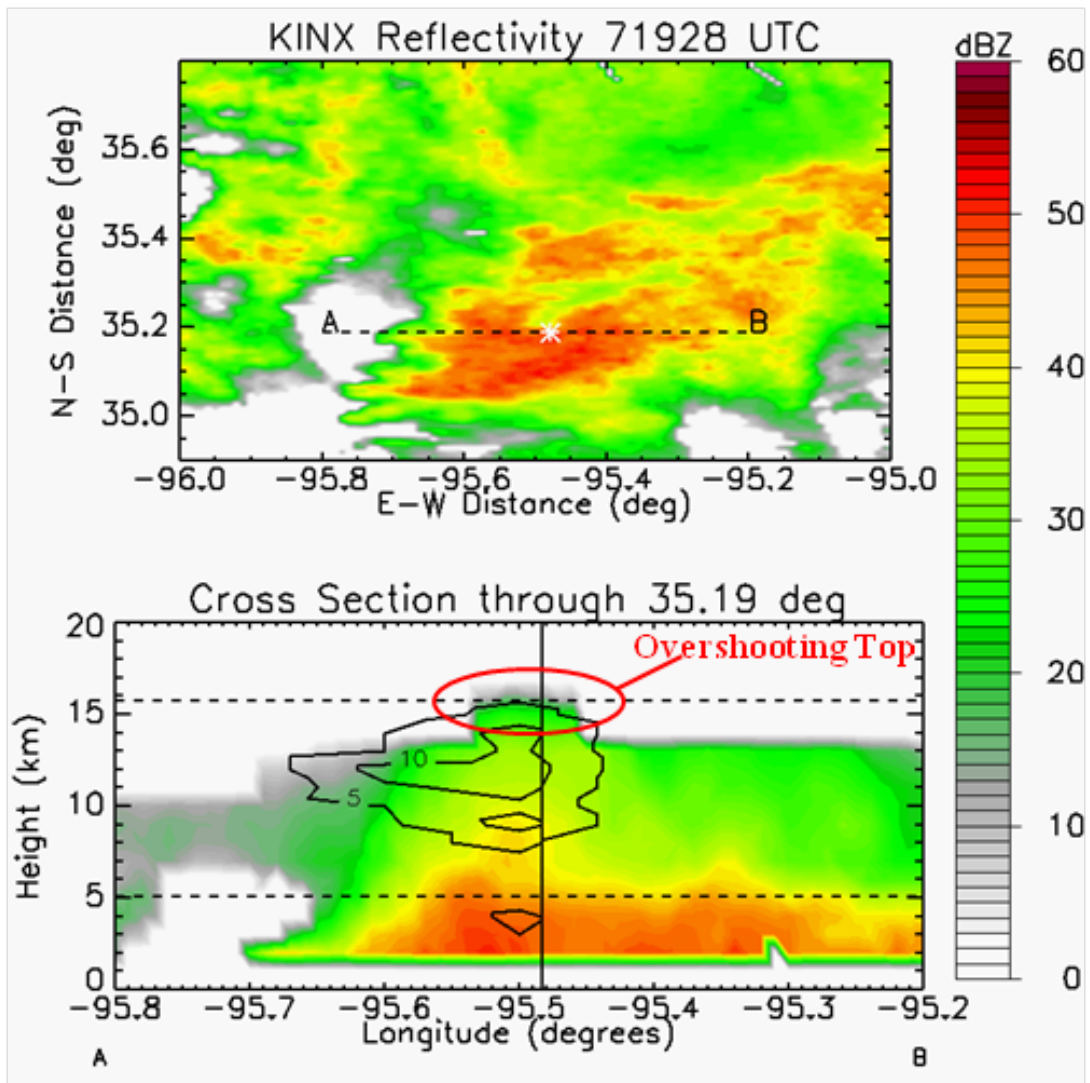 KINX Reflectivity 71928 UTC
dBZ
60
50
40
30
20
10
0
N-S Distance (deg)
35.6
35.4
35.2
35.0
A
B
-96.0 -95.8 -95.6 -95.4 -95.2 -95.0
E-W Distance (deg)
Cross Section through 35.19 deg
Overshooting Top
Height (km)
20
15
10
5
0
10
5
-95.8 -95.7 -95.6 -95.5 -95.4 -95.3 -95.2
Longitude (degrees)
A
B